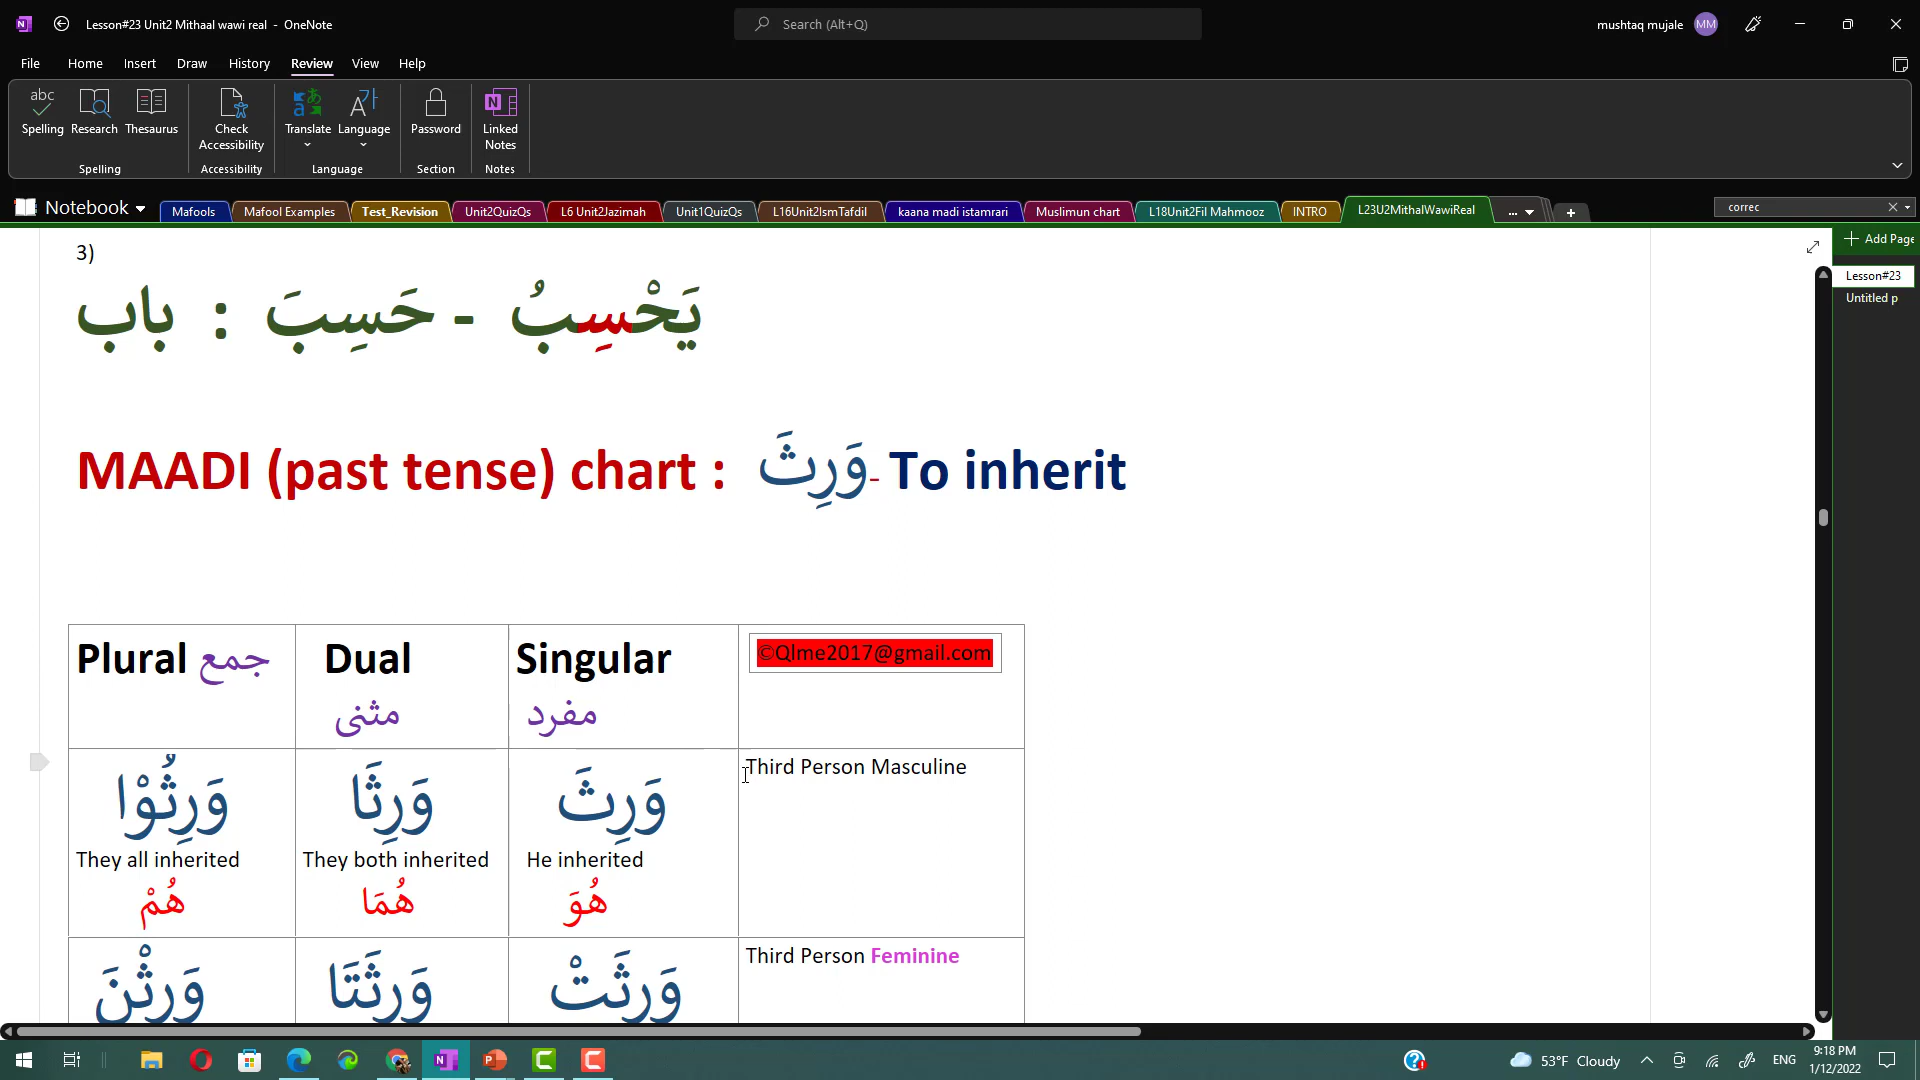 Lesson#23 Unit2 Mithaal wawi real - OneNote
Search (Alt+Q)
mushtaq mujale
MM
File Home Insert Draw History Review View Help
abc
Spelling Research Thesaurus Check Accessibility Translate Language Password Linked Notes
Spelling Accessibility Language Section Notes
Notebook
Mafools Mafool Examples Test_Revision Unit2QuizQs L6 Unit2Jazimah Unit1QuizQs L16Unit2IsmTafdil kaana madi istamrari Muslimun chart L18Unit2Fil Mahmooz INTRO L23U2MithalWawiReal ...
correc
Add Page
Lesson#23
Untitled p
3)
باب : حَسِبَ - يَحْسِبُ
MAADI (past tense) chart : وَرِثَ - To inherit
Plural جمع
Dual
مثنى
Singular
مفرد
©Qlme2017@gmail.com
وَرِثُوْا
They all inherited
هُمْ
وَرِثَا
They both inherited
هُمَا
وَرِثَ
He inherited
هُوَ
Third Person Masculine
وَرِثْنَ
وَرِثَتَا
وَرِثَتْ
Third Person Feminine
53°F Cloudy
ENG
9:18 PM
1/12/2022